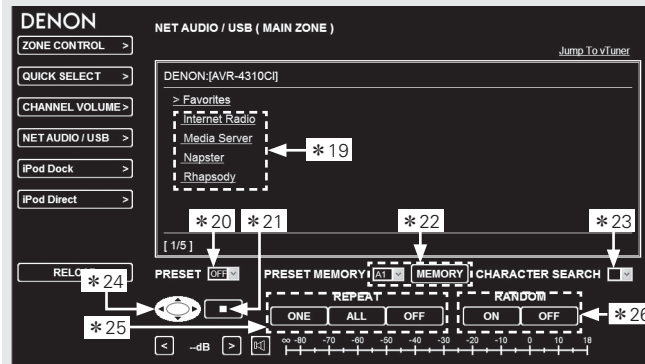 DENON
NET AUDIO / USB ( MAIN ZONE )
ZONE CONTROL >
Jump To vTuner
QUICK SELECT >
DENON:[AVR-4310CI]
> Favorites
CHANNEL VOLUME >
Internet Radio
NET AUDIO / USB >
Media Server
*19
Napster
iPod Dock >
Rhapsody
iPod Direct >
*20
*21
*22
*23
[ 1/5 ]
PRESET OFF
PRESET MEMORY A1 MEMORY
CHARACTER SEARCH
*24
REPEAT
RANDOM
ONE ALL OFF
ON OFF
*26
*25
< --dB >
∞ -80 -70 -60 -50 -40 -30 -20 -10 0 10 18